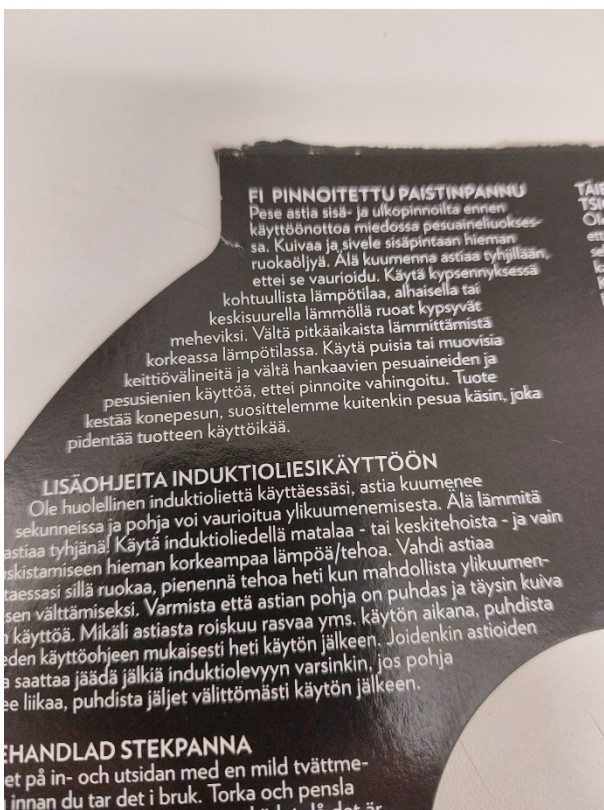 FI PINNOITETTU PAISTINPANNU
Pese astia sisä- ja ulkopinnoilta ennen
käyttöönottoa miedossa pesuaineliuokses-
sa. Kuivaa ja sivele sisäpintaan hieman
ruokaöljyä. Älä kuumenna astiaa tyhjillään,
ettei se vaurioidu. Käytä kypsennyksessä
kohtuullista lämpötilaa, alhaisella tai
keskisuurella lämmöllä ruoat kypsyvät
meheviksi. Vältä pitkäaikaista lämmittämistä
korkeassa lämpötilassa. Käytä puisia tai muovisia
keittiövälineitä ja vältä hankaavien pesuaineiden ja
pesusienien käyttöä, ettei pinnoite vahingoitu. Tuote
kestää konepesun, suosittelemme kuitenkin pesua käsin, joka
pidentää tuotteen käyttöikää.
LISÄOHJEITA INDUKTIOLIESIKÄYTTÖÖN
Ole huolellinen induktioliettä käyttäessäsi, astia kuumenee
sekunneissa ja pohja voi vaurioitua ylikuumenemisesta. Älä lämmitä
astiaa tyhjänä! Käytä induktioliedellä matalaa - tai keskitehoista - ja vain
uskistamiseen hieman korkeampaa lämpöä/tehoa. Vahdi astiaa
taessasi sillä ruokaa, pienennä tehoa heti kun mahdollista ylikuumen-
sen välttämiseksi. Varmista että astian pohja on puhdas ja täysin kuiva
käyttöä. Mikäli astiasta roiskuu rasvaa yms. käytön aikana, puhdista
eden käyttöohjeen mukaisesti heti käytön jälkeen. Joidenkin astioiden
a saattaa jäädä jälkiä induktiolevyyn varsinkin, jos pohja
ee liikaa, puhdista jäljet välittömästi käytön jälkeen.
EHANDLAD STEKPANNA
et på in- och utsidan med en mild tvättme-
innan du tar det i bruk. Torka och pensla